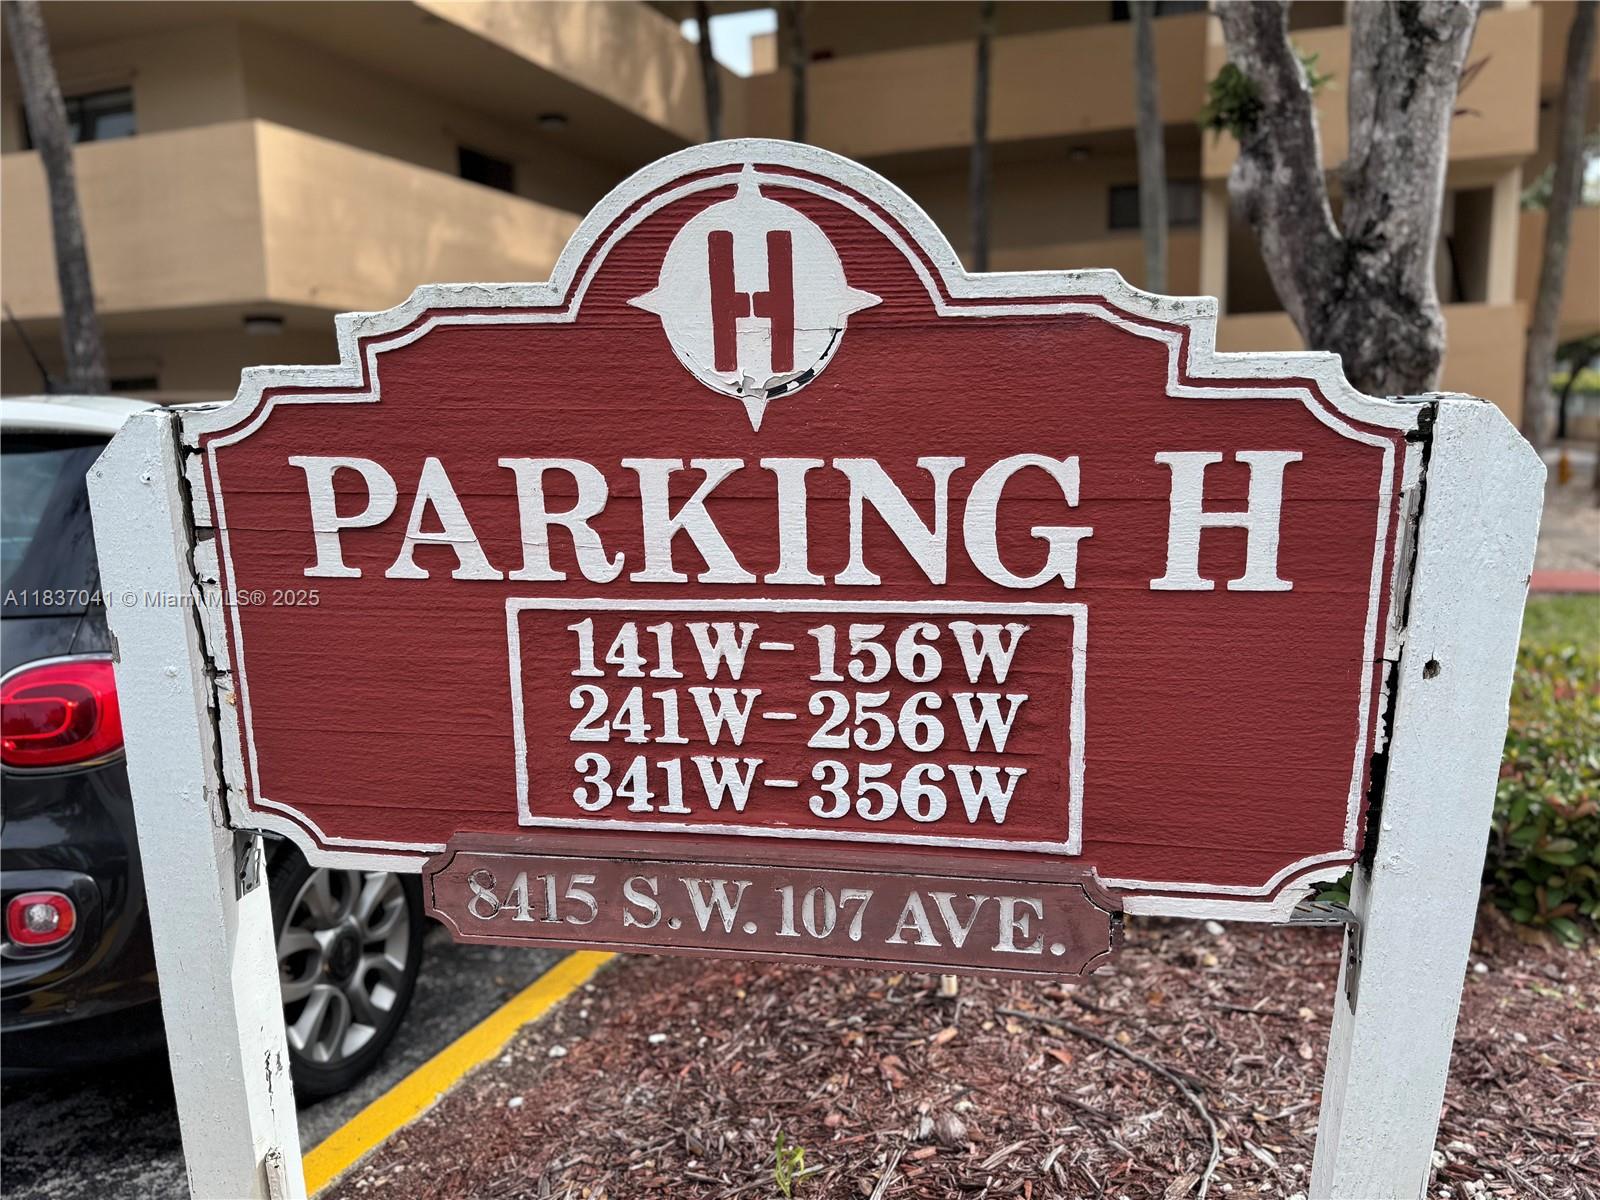 H
PARKING H
141W-156W
241W-256W
341W-356W
8415 S.W. 107 AVE.
A11837041 © Miami MLS® 2025